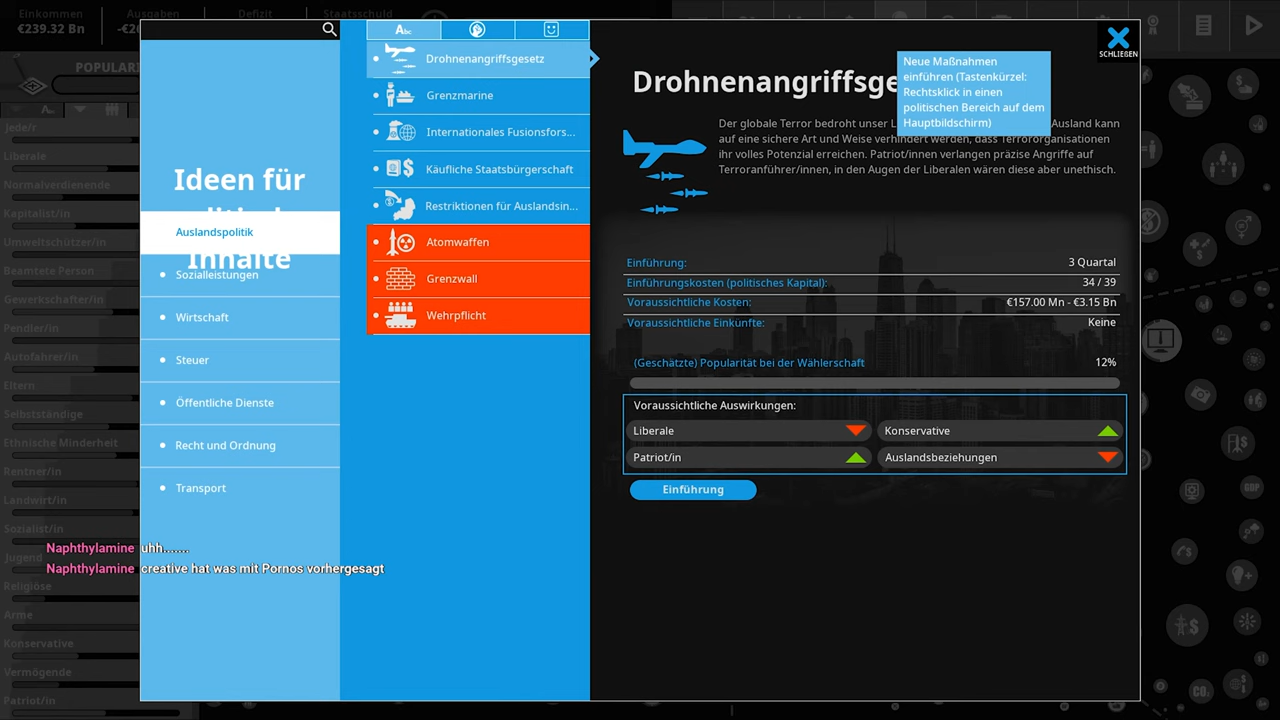 Einkommen
Ausgaben
Defizit
Staatsschuld
€239.32 Bn
POPULARI
Jede/r
Liberale
Normalverdienende
Kapitalist/in
Umweltschützer/in
Beamtete Person
Gewerkschafter/in
Pendler/in
Autofahrer/in
Eltern
Selbstständige
Ethnische Minderheit
Rentner/in
Landwirt/in
Sozialist/in
Jugend
Religiöse
Arme
Konservative
Vermögende
Patriot/in
Ideen für
Inhalte
Auslandspolitik
Sozialleistungen
Wirtschaft
Steuer
Öffentliche Dienste
Recht und Ordnung
Transport
Abc
Drohnenangriffsgesetz
Grenzmarine
Internationales Fusionsfors...
Käufliche Staatsbürgerschaft
Restriktionen für Auslandsin...
Atomwaffen
Grenzwall
Wehrpflicht
SCHLIEßEN
Drohnenangriffsge
Neue Maßnahmen
einführen (Tastenkürzel:
Rechtsklick in einen
politischen Bereich auf dem
Hauptbildschirm)
Der globale Terror bedroht unser L Ausland kann
auf eine sichere Art und Weise verhindert werden, dass Terrororganisationen
ihr volles Potenzial erreichen. Patriot/innen verlangen präzise Angriffe auf
Terroranführer/innen, in den Augen der Liberalen wären diese aber unethisch.
Einführung: 3 Quartal
Einführungskosten (politisches Kapital): 34 / 39
Voraussichtliche Kosten: €157.00 Mn - €3.15 Bn
Voraussichtliche Einkünfte: Keine
(Geschätzte) Popularität bei der Wählerschaft 12%
Voraussichtliche Auswirkungen:
Liberale Konservative
Patriot/in Auslandsbeziehungen
Einführung
Naphthylamine uhh.......
Naphthylamine creative hat was mit Pornos vorhergesagt
GDP
CO₂